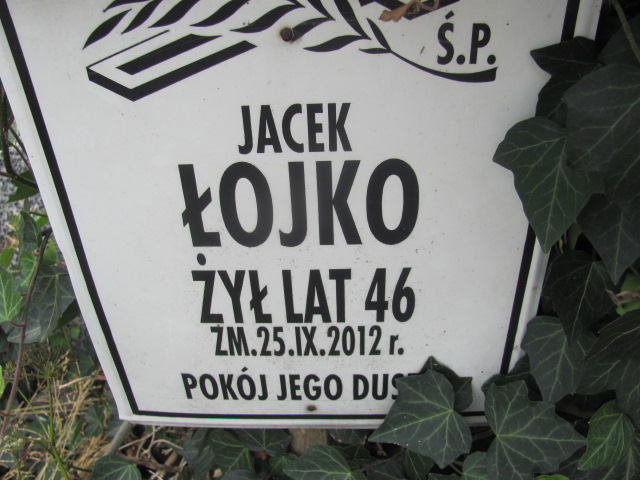 Ś.P.
JACEK
ŁOJKO
ŻYŁ LAT 46
ZM.25.IX.2012 r.
POKÓJ JEGO